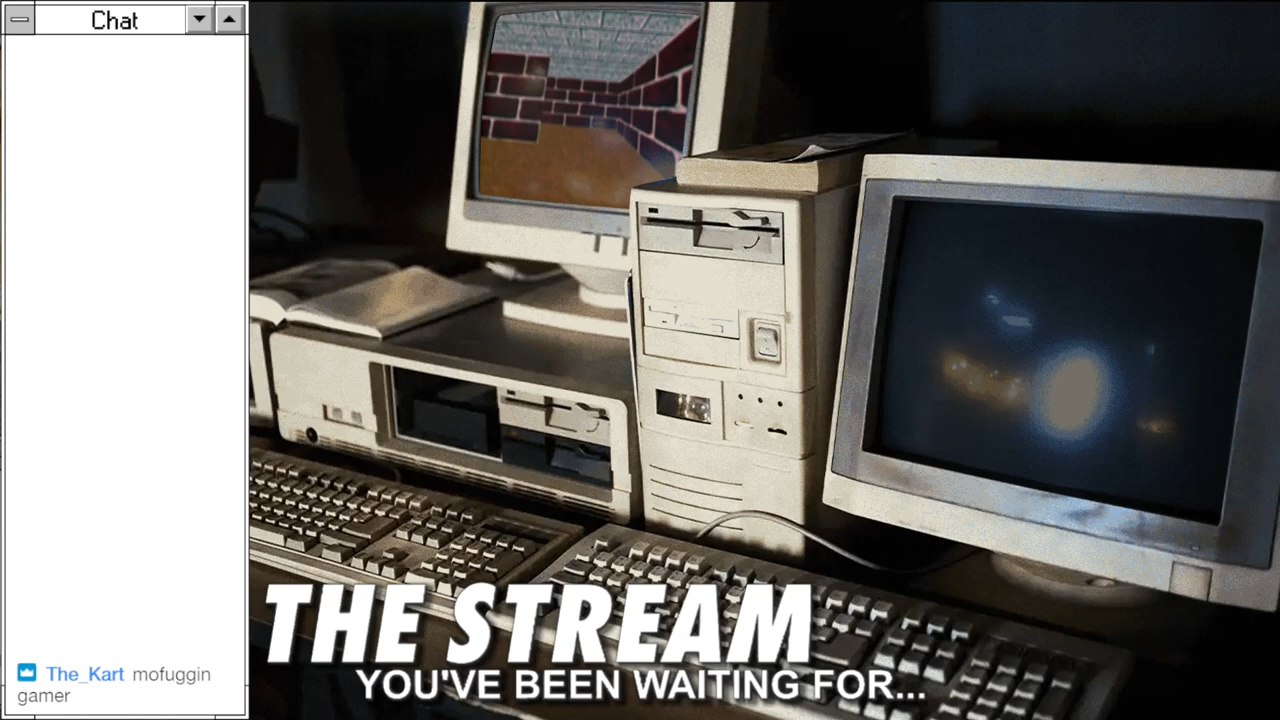 Chat
The_Kart mofuggin
gamer
THE STREAM
YOU'VE BEEN WAITING FOR...